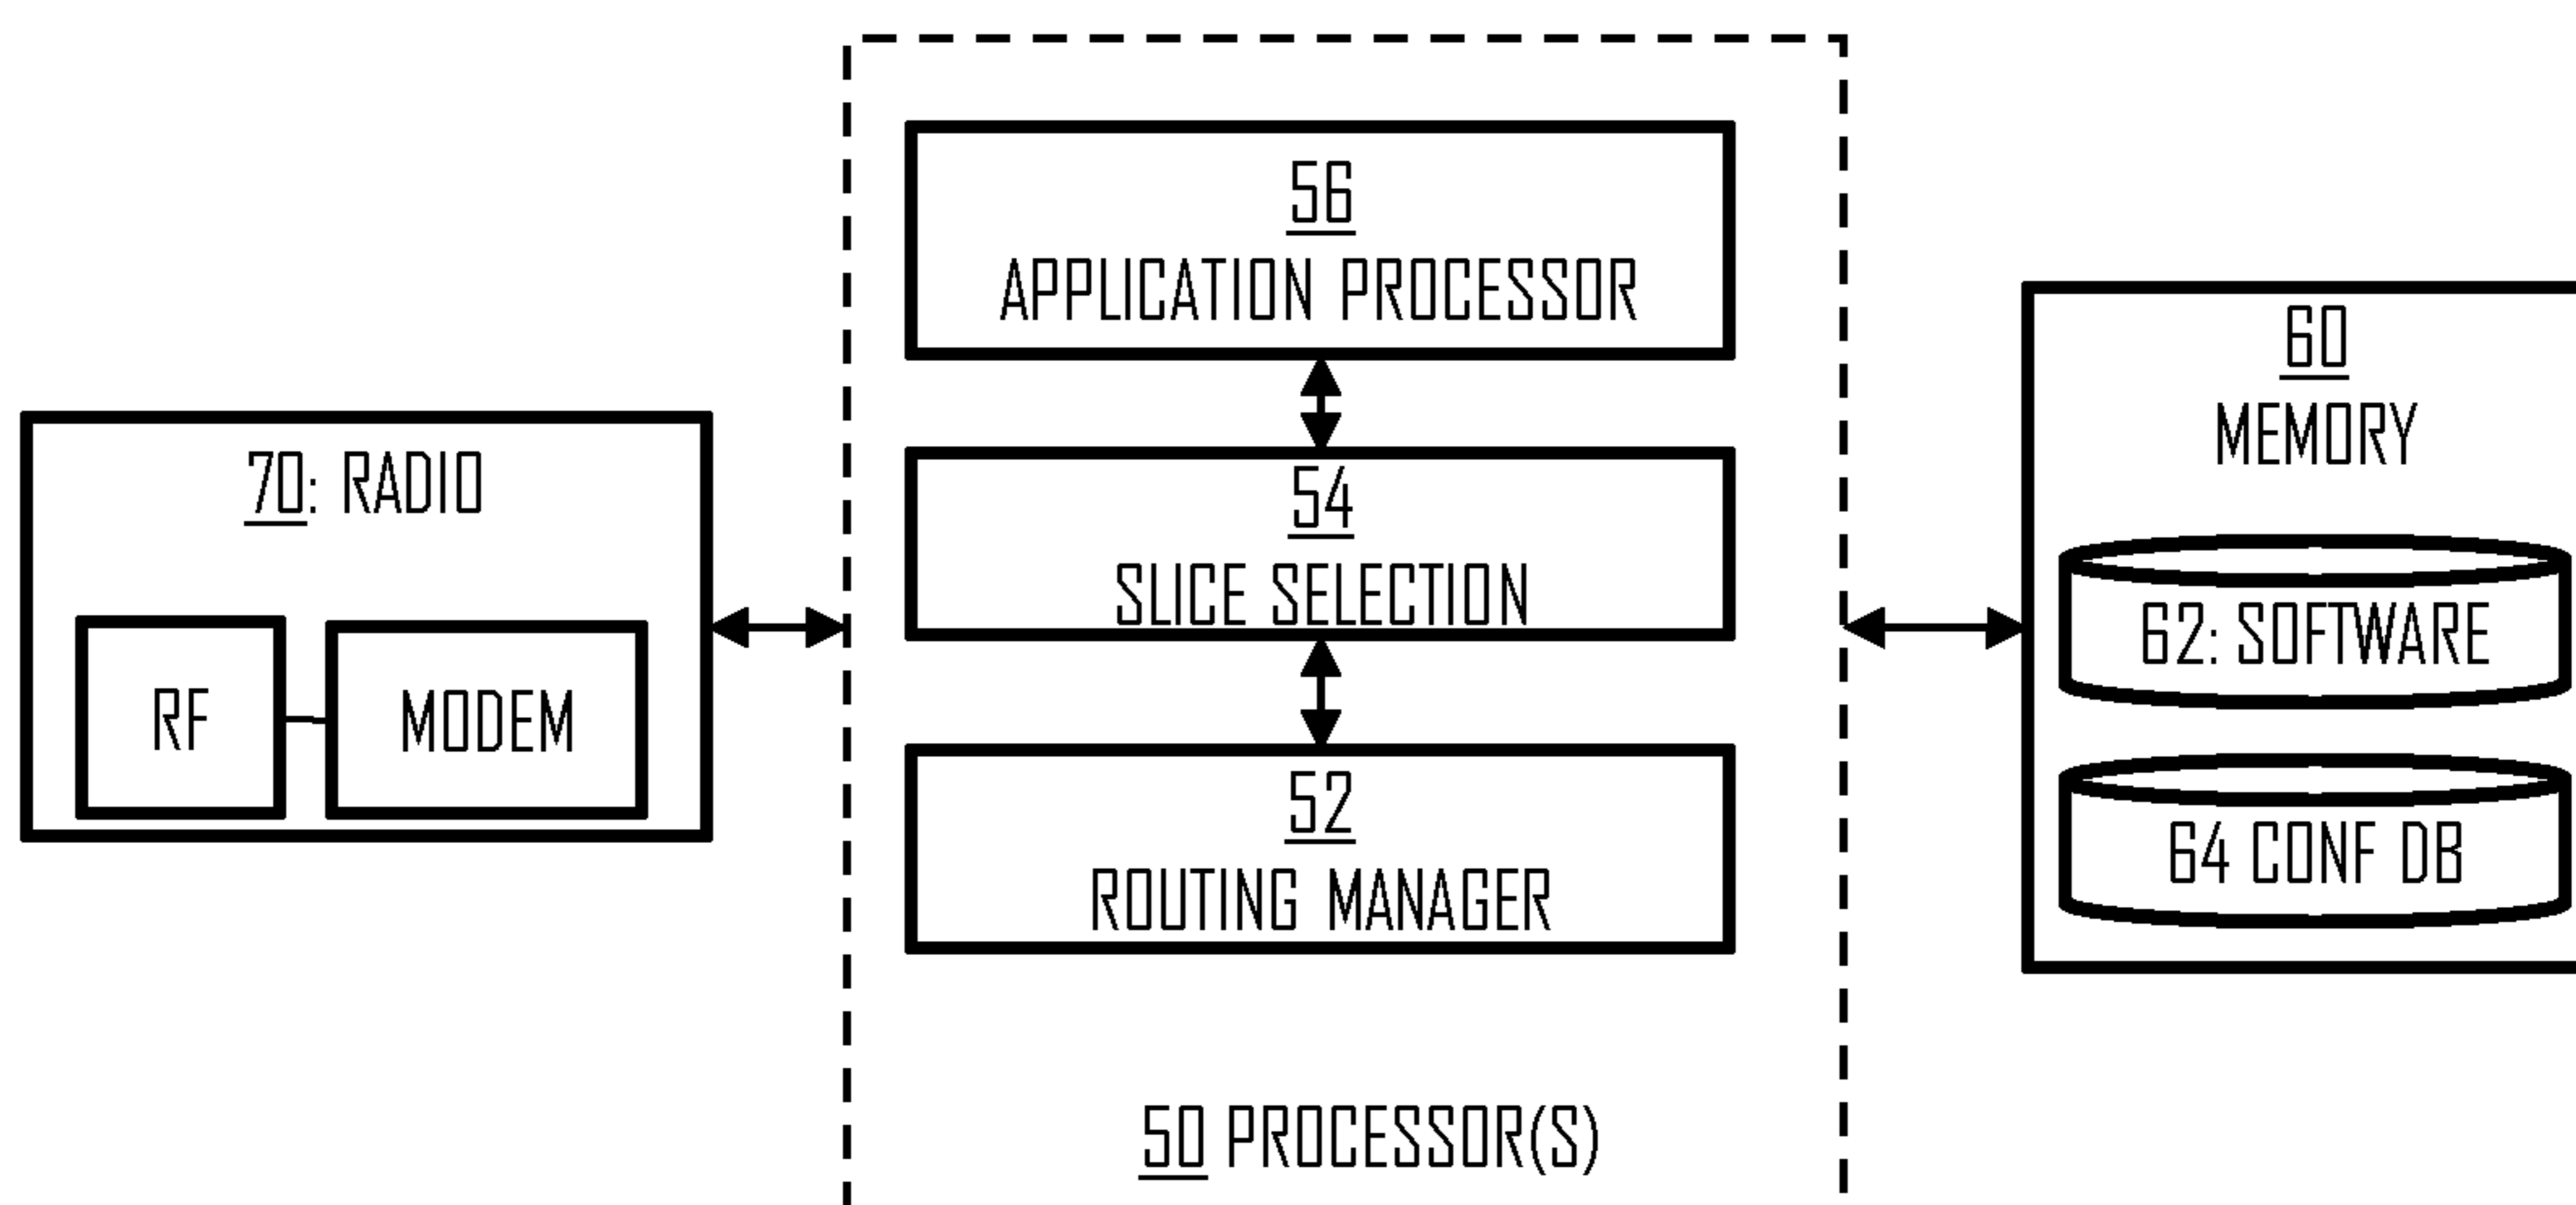 70: RADIO
RF
MODEM
56
APPLICATION PROCESSOR
54
SLICE SELECTION
52
ROUTING MANAGER
50 PROCESSOR(S)
60
MEMORY
62: SOFTWARE
64 CONF DB